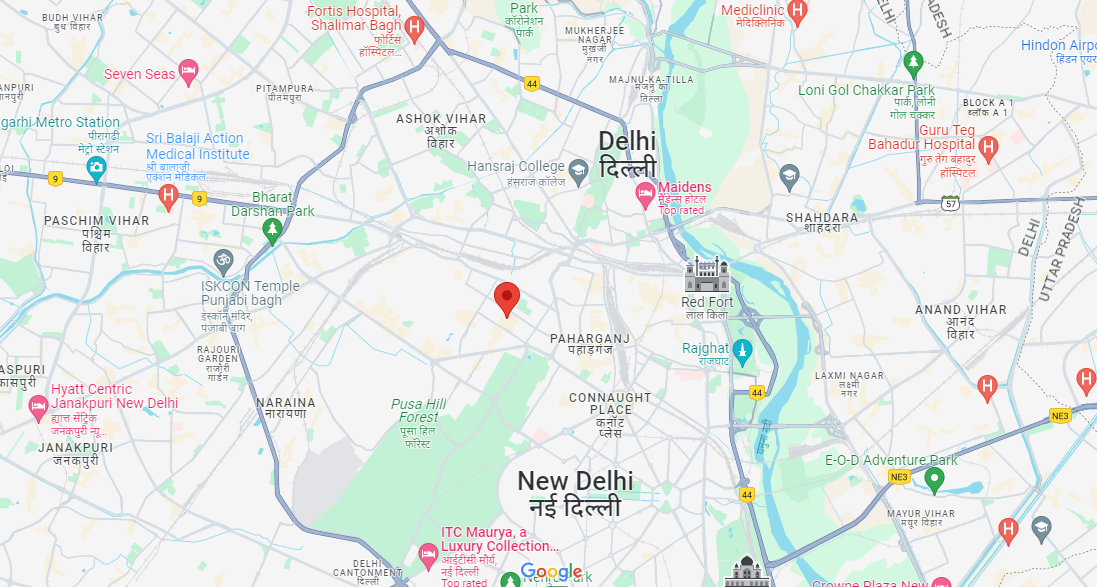 BUDH VIHAR
बुध विहार
Fortis Hospital,
Shalimar Bagh
फोर्टिस
हॉस्पिटल...
Park
कॉरोनेशन
पार्क
MUKHERJEE
NAGAR
मुखर्जी
नगर
Mediclinic
मेदिक्लिनिक
DELHI
Hindon Airpo
हिंडन एयर
Seven Seas
PITAMPURA
पीतमपुरा
44
MAJNU-KA-TILLA
मजनू का
तिल्ला
Loni Gol Chakkar Park
पार्क, लोनी
गोल चक्कर
BLOCK A 1
ब्लॉक A 1
garhi Metro Station
पीरागढ़ी
मेट्रो स्टेशन
ASHOK VIHAR
अशोक
विहार
Delhi
दिल्ली
Guru Teg
Bahadur Hospital
गुरु तेग बहादुर
हॉस्पिटल
Sri Balaji Action
Medical Institute
श्री बालाजी
एक्शन मेडिकल...
Hansraj College
हंसराज कॉलेज
9
9
Maidens
मैडेन्स होटल
Top rated
Bharat
Darshan Park
57
PASCHIM VIHAR
पश्चिम
विहार
SHAHDARA
शाहदरा
DELHI
UTTAR PRADESH
ISKCON Temple
Punjabi bagh
इस्कॉन मंदिर,
पंजाबी बाग
Red Fort
लाल किला
ANAND VIHAR
आनंद
विहार
PAHARGANJ
पहाड़गंज
Rajghat
राजघाट
RAJOURI
GARDEN
राजौरी
गार्डन
LAXMI NAGAR
लक्ष्मी
नगर
Hyatt Centric
Janakpuri New Delhi
ह्यात्त सेंट्रिक
जनकपुरी न्यू...
NARAINA
नारायणा
Pusa Hill
Forest
पूसा हिल
फॉरेस्ट
CONNAUGHT
PLACE
कनॉट
प्लेस
44
NE3
JANAKPURI
जनकपुरी
E-O-D Adventure Park
NE3
New Delhi
नई दिल्ली
44
MAYUR VIHAR
मयूर विहार
ITC Maurya, a
Luxury Collection...
आईटीसी मौर्य,
नई दिल्ली
Top rated
DELHI
CANTONMENT
दिल्ली
Google
Crowne Plaza New